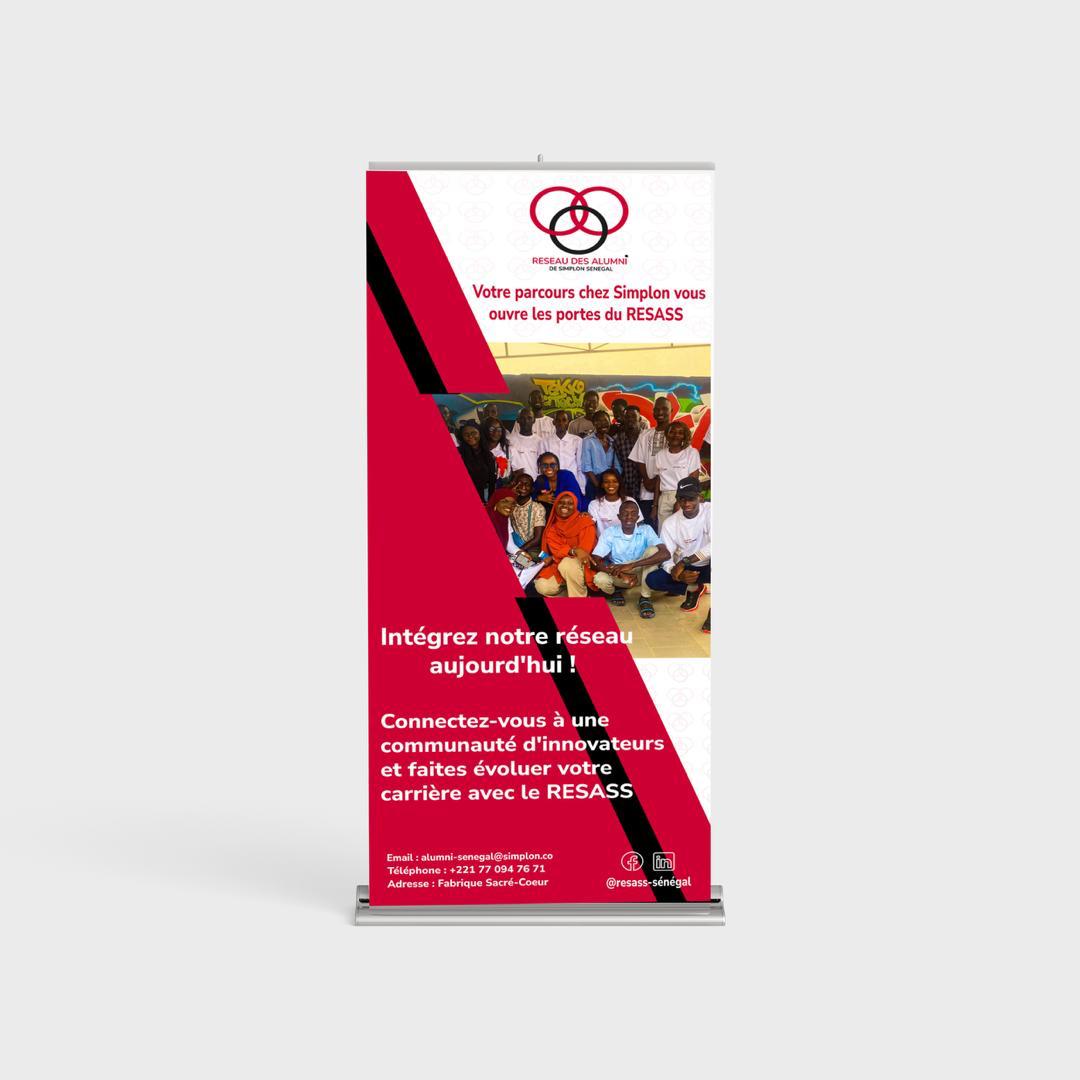 RESEAU DES ALUMNI
DE SIMPLON SENEGAL
Votre parcours chez Simplon vous
ouvre les portes du RESASS
TOKYO
Intégrez notre réseau
aujourd'hui !
Connectez-vous à une
communauté d'innovateurs
et faites évoluer votre
carrière avec le RESASS
Email : alumni-senegal@simplon.co
Téléphone : +221 77 094 76 71
Adresse : Fabrique Sacré-Coeur
@resass-sénégal